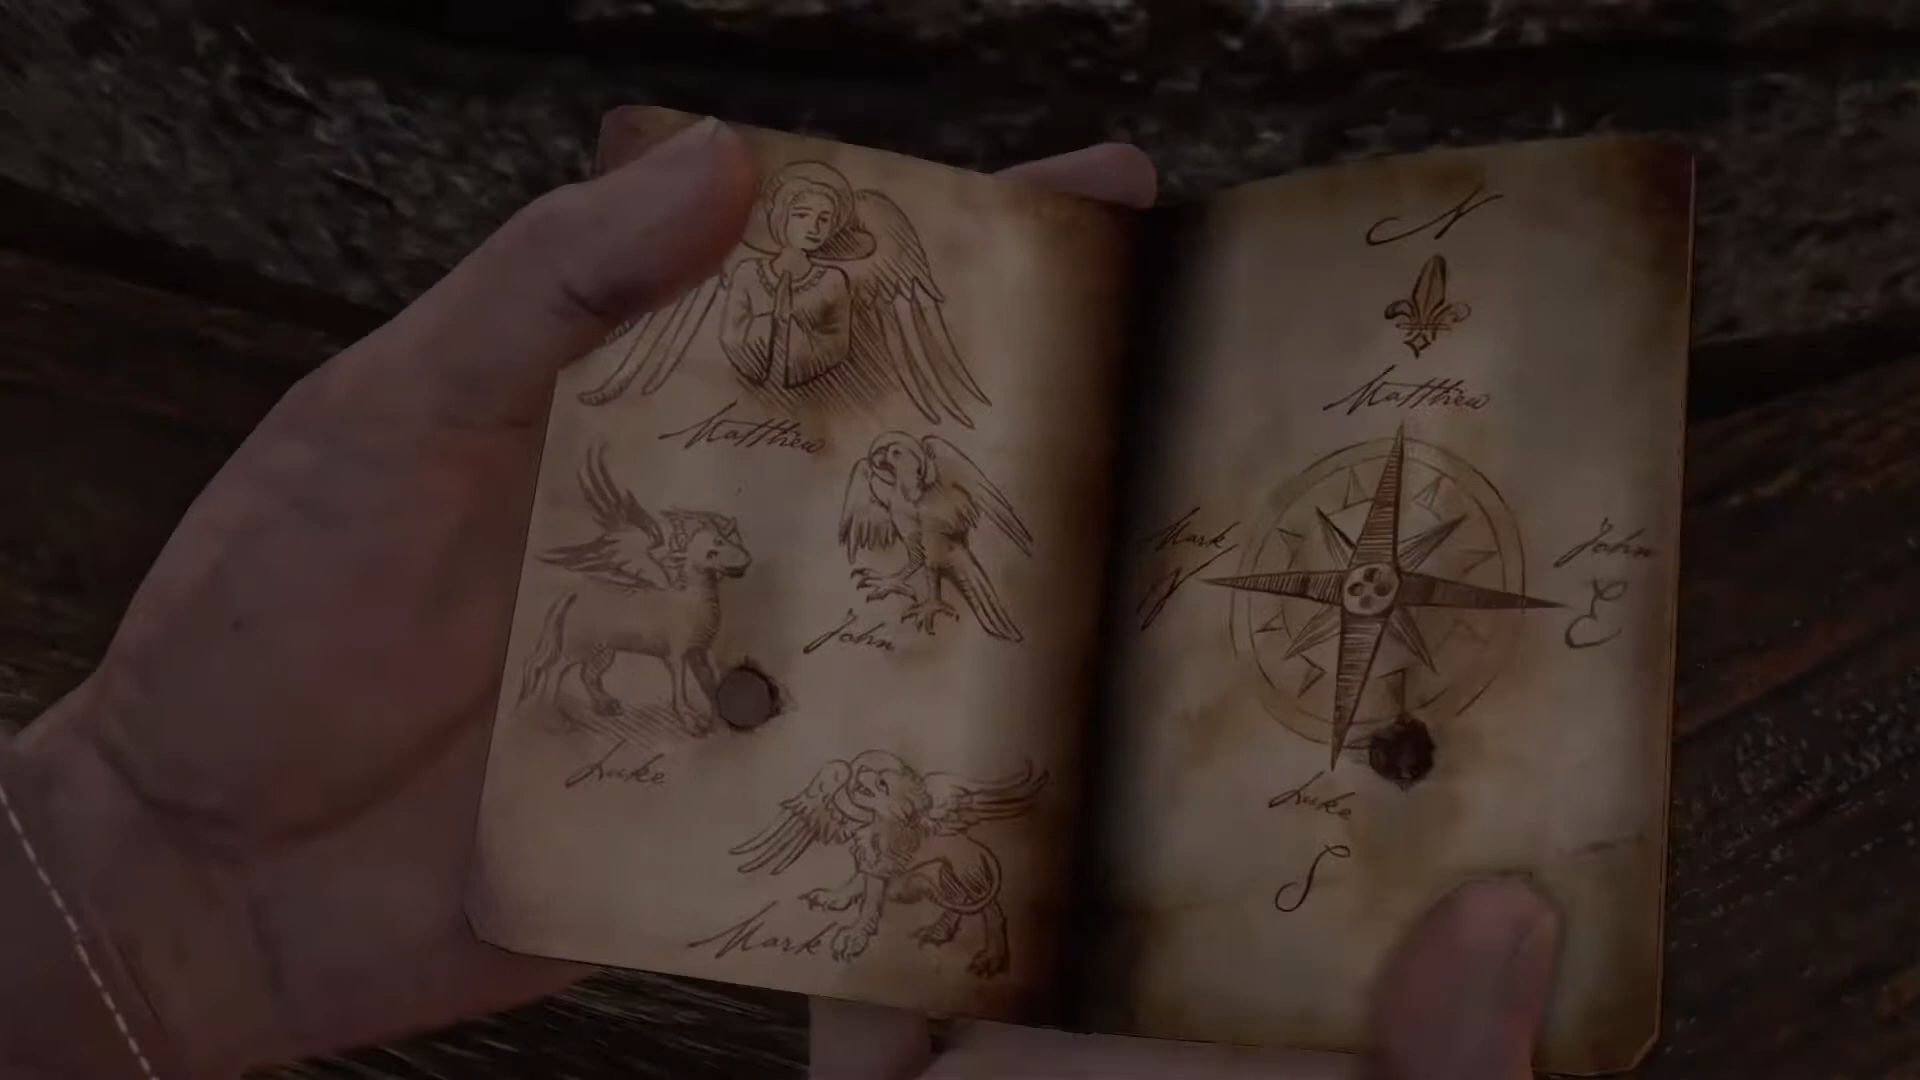 Matthew
John
Luke
Mark
N
Matthew
Mark
W
John
E
Luke
S